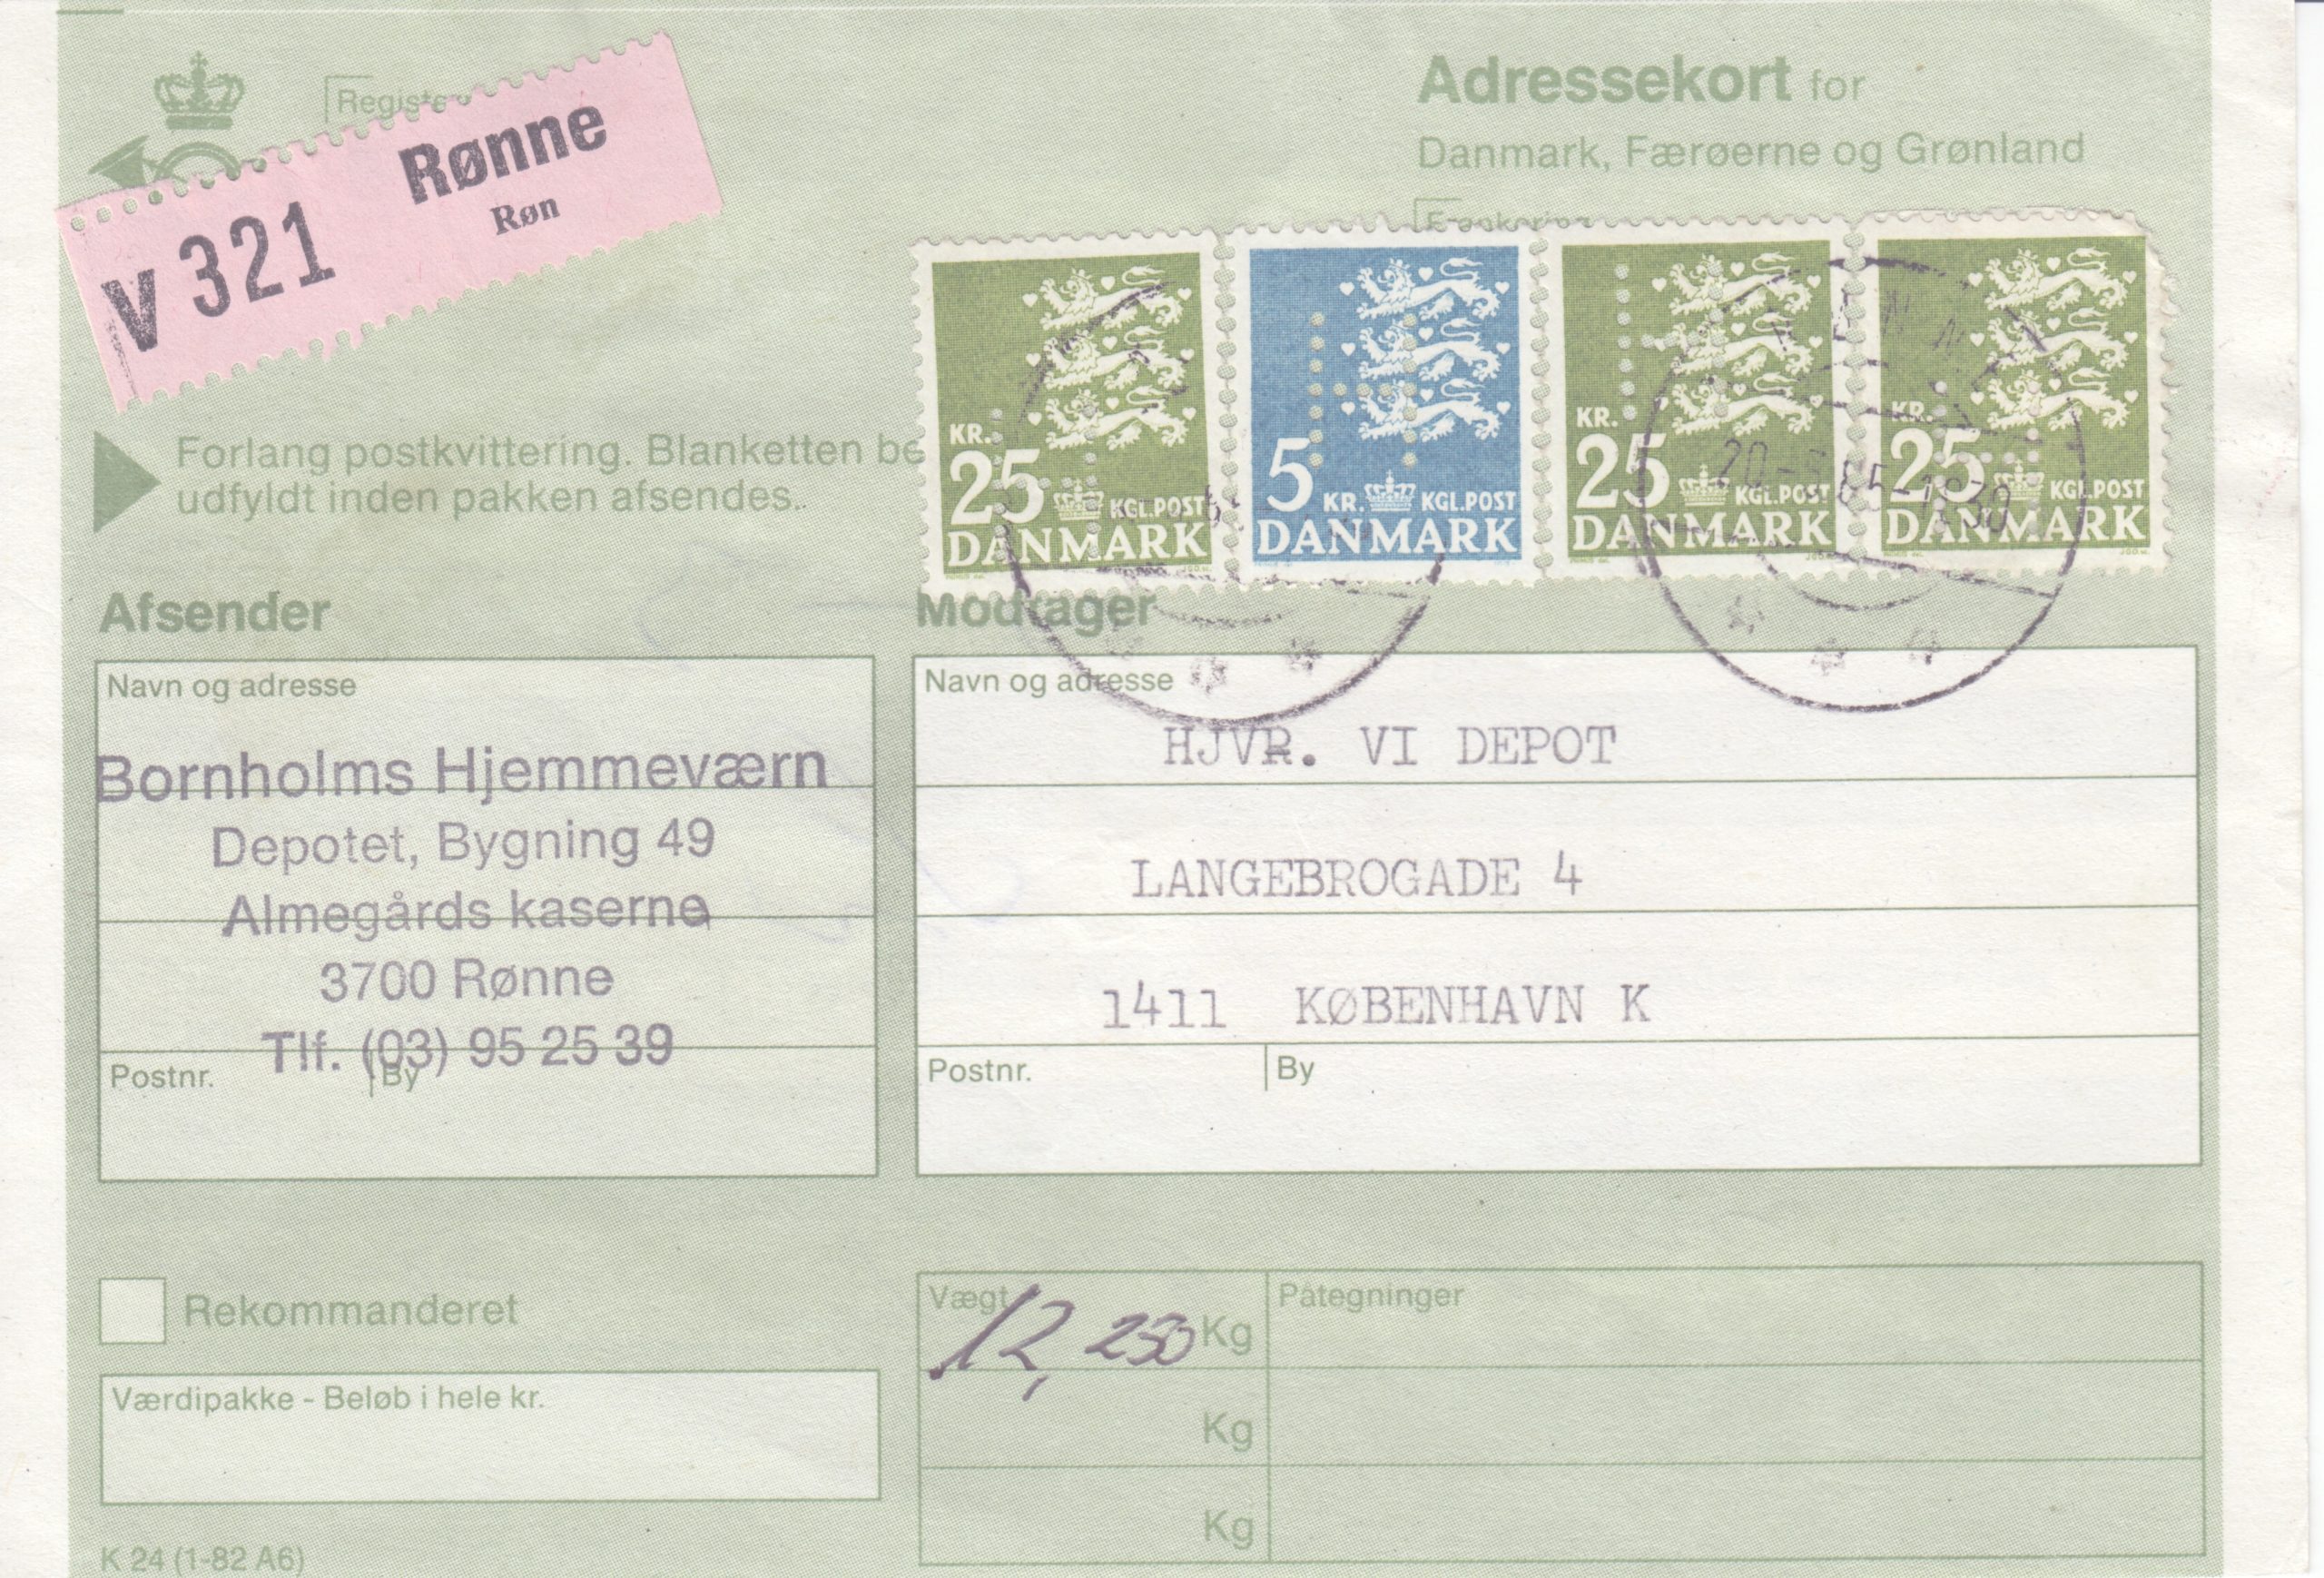 Adressekort for
Danmark, Færøerne og Grønland
Rønne
Røn
V 321
KR.
25
KGL.POST
DANMARK
5
KR. KGL.POST
DANMARK
KR.
25
KGL.POST
DANMARK
KR.
25
KGL.POST
DANMARK
Forlang postkvittering. Blanketten
udfyldt inden pakken afsendes.
Afsender
Navn og adresse
Bornholms Hjemmeværn
Depotet, Bygning 49
Almegårds kaserne
3700 Rønne
Tlf. (03) 95 25 39
Postnr. By
Modtager
Navn og adresse
HJVR. VI DEPOT
LANGEBROGADE 4
1411 KØBENHAVN K
Postnr. By
Rekommanderet
Værdipakke - Beløb i hele kr.
Vægt
12, 250 Kg
Kg
Kg
Påtegninger
K 24 (1-82 A6)